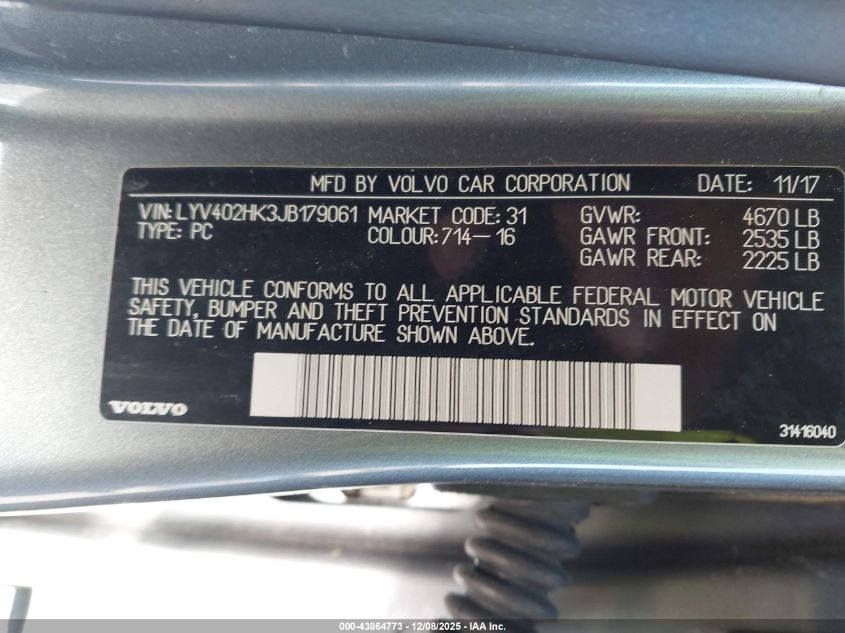 MFD BY VOLVO CAR CORPORATION DATE: 11/17
VIN: LYV402HK3JB179061 MARKET CODE: 31 GVWR: 4670 LB
TYPE: PC COLOUR: 714-16 GAWR FRONT: 2535 LB
GAWR REAR: 2225 LB
THIS VEHICLE CONFORMS TO ALL APPLICABLE FEDERAL MOTOR VEHICLE
SAFETY, BUMPER AND THEFT PREVENTION STANDARDS IN EFFECT ON
THE DATE OF MANUFACTURE SHOWN ABOVE.
VOLVO
31416040
000-43864773 - 12/08/2025 - IAA Inc.